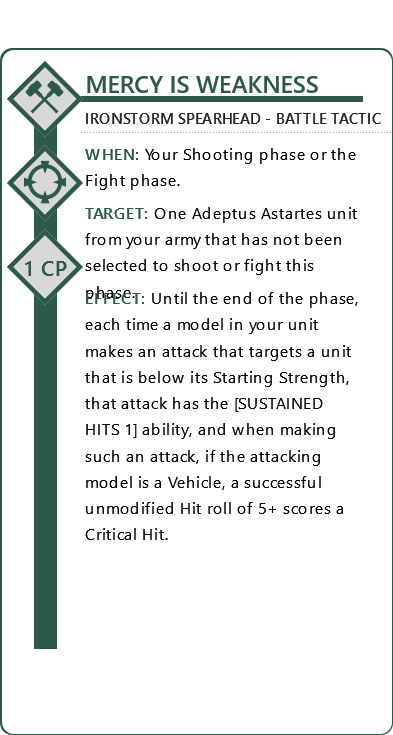 MERCY IS WEAKNESS
IRONSTORM SPEARHEAD - BATTLE TACTIC
WHEN: Your Shooting phase or the
Fight phase.
TARGET: One Adeptus Astartes unit
from your army that has not been
selected to shoot or fight this
phase.
1 CP
EFFECT: Until the end of the phase,
each time a model in your unit
makes an attack that targets a unit
that is below its Starting Strength,
that attack has the [SUSTAINED
HITS 1] ability, and when making
such an attack, if the attacking
model is a Vehicle, a successful
unmodified Hit roll of 5+ scores a
Critical Hit.